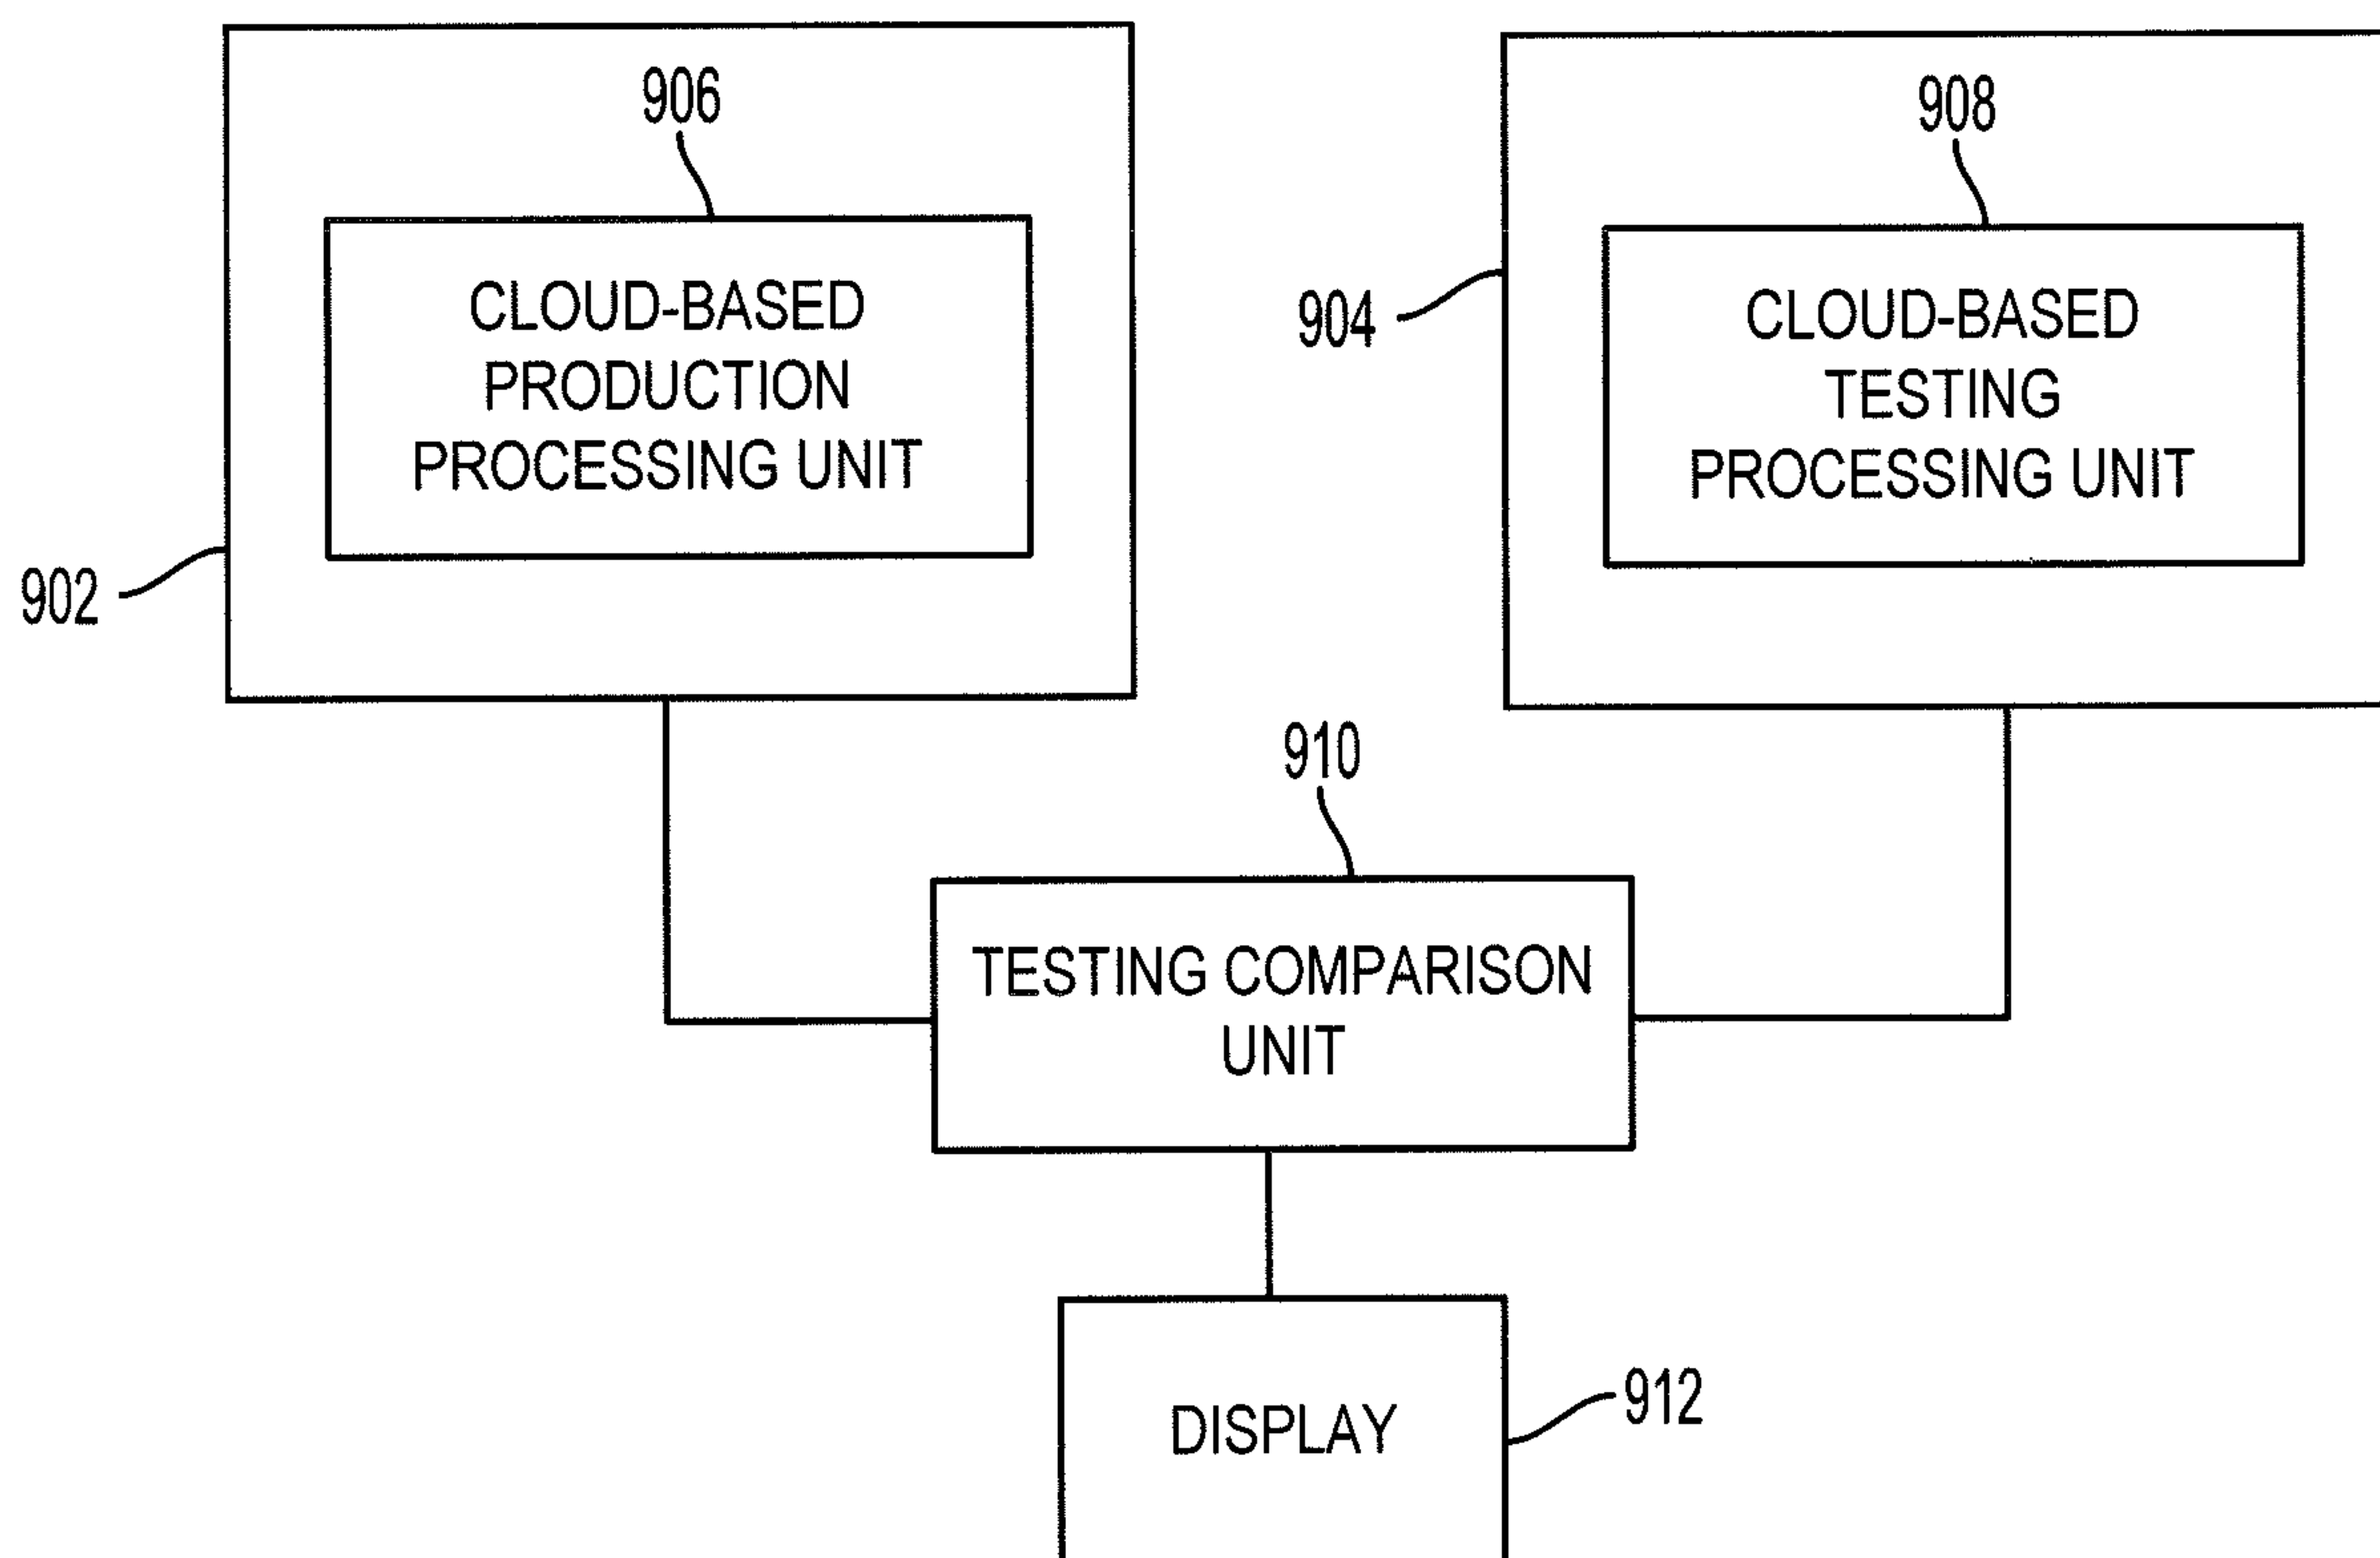 906
CLOUD-BASED
PRODUCTION
PROCESSING UNIT
902
908
CLOUD-BASED
TESTING
PROCESSING UNIT
904
910
TESTING COMPARISON
UNIT
DISPLAY
912